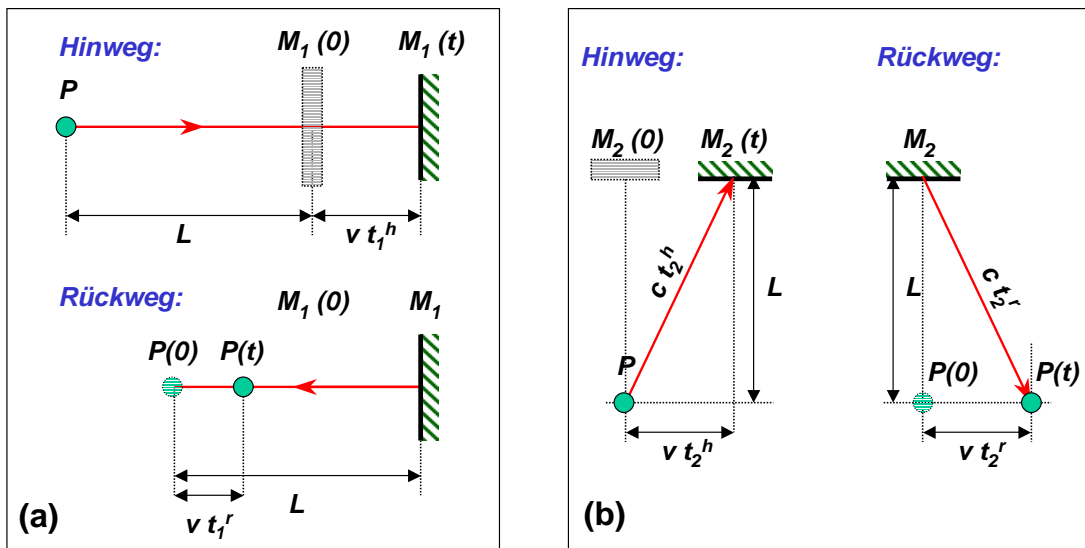 Hinweg:
M₁ (0)
M₁ (t)
P
L
v t₁ʰ
Rückweg:
M₁ (0)
M₁
P(0)
P(t)
L
v t₁ʳ
(a)
Hinweg:
Rückweg:
M₂ (0)
M₂ (t)
M₂
c t₂ʰ
L
L
c t₂ʳ
P
P(0)
P(t)
v t₂ʰ
v t₂ʳ
(b)